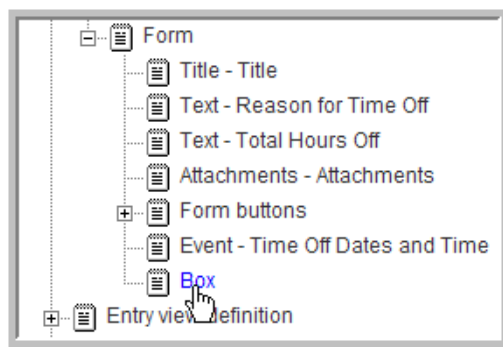 Form
Title - Title
Text - Reason for Time Off
Text - Total Hours Off
Attachments - Attachments
Form buttons
Event - Time Off Dates and Time
Box
Entry view definition